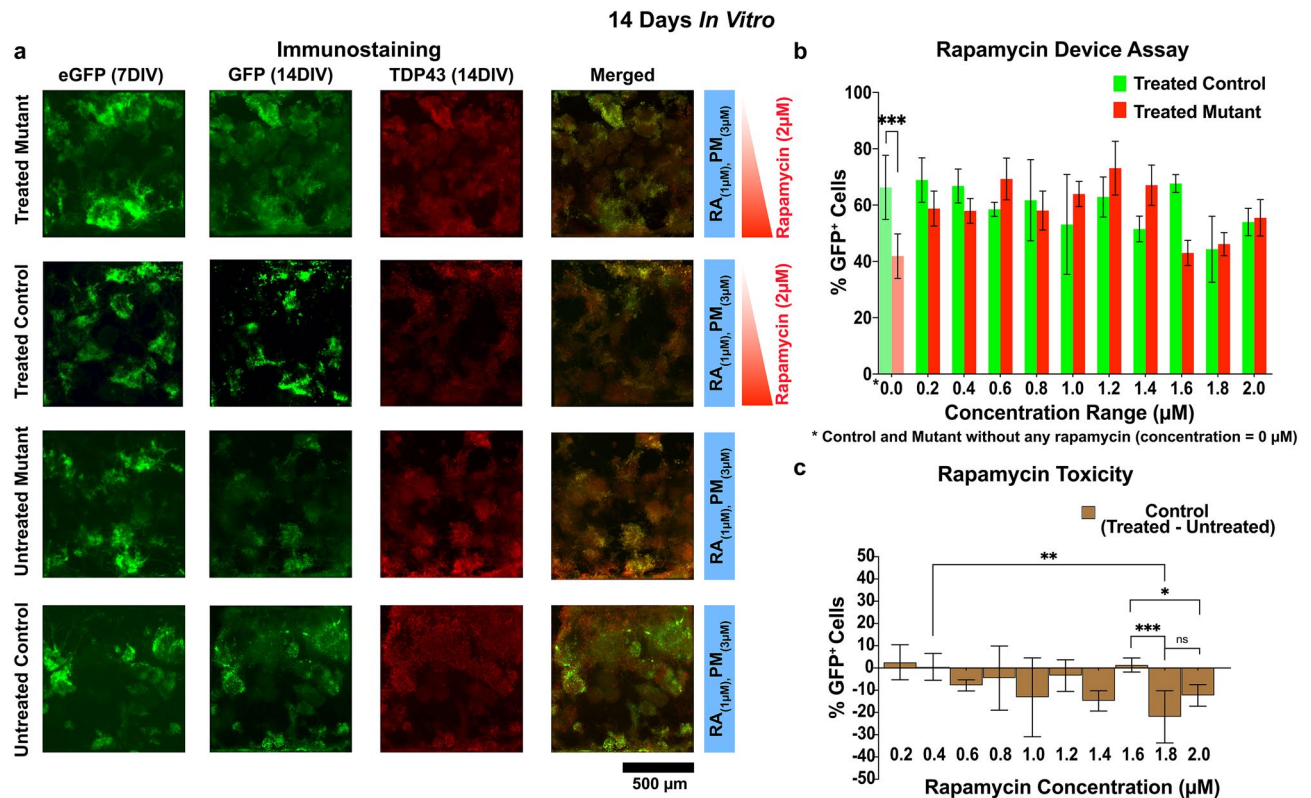 14 Days In Vitro
a
Immunostaining
eGFP (7DIV) GFP (14DIV) TDP43 (14DIV) Merged
Treated Mutant
RA(1μM), PM(3μM)
Rapamycin (2μM)
Treated Control
RA(1μM), PM(3μM)
Rapamycin (2μM)
Untreated Mutant
RA(1μM), PM(3μM)
Untreated Control
RA(1μM), PM(3μM)
500 μm
b
Rapamycin Device Assay
Treated Control
Treated Mutant
% GFP+ Cells
100
80
60
40
20
0
***
* 0.0 0.2 0.4 0.6 0.8 1.0 1.2 1.4 1.6 1.8 2.0
Concentration Range (μM)
* Control and Mutant without any rapamycin (concentration = 0 μM)
c
Rapamycin Toxicity
Control
(Treated - Untreated)
% GFP+ Cells
50
40
30
20
10
0
-10
-20
-30
-40
-50
**
*
***
ns
0.2 0.4 0.6 0.8 1.0 1.2 1.4 1.6 1.8 2.0
Rapamycin Concentration (μM)